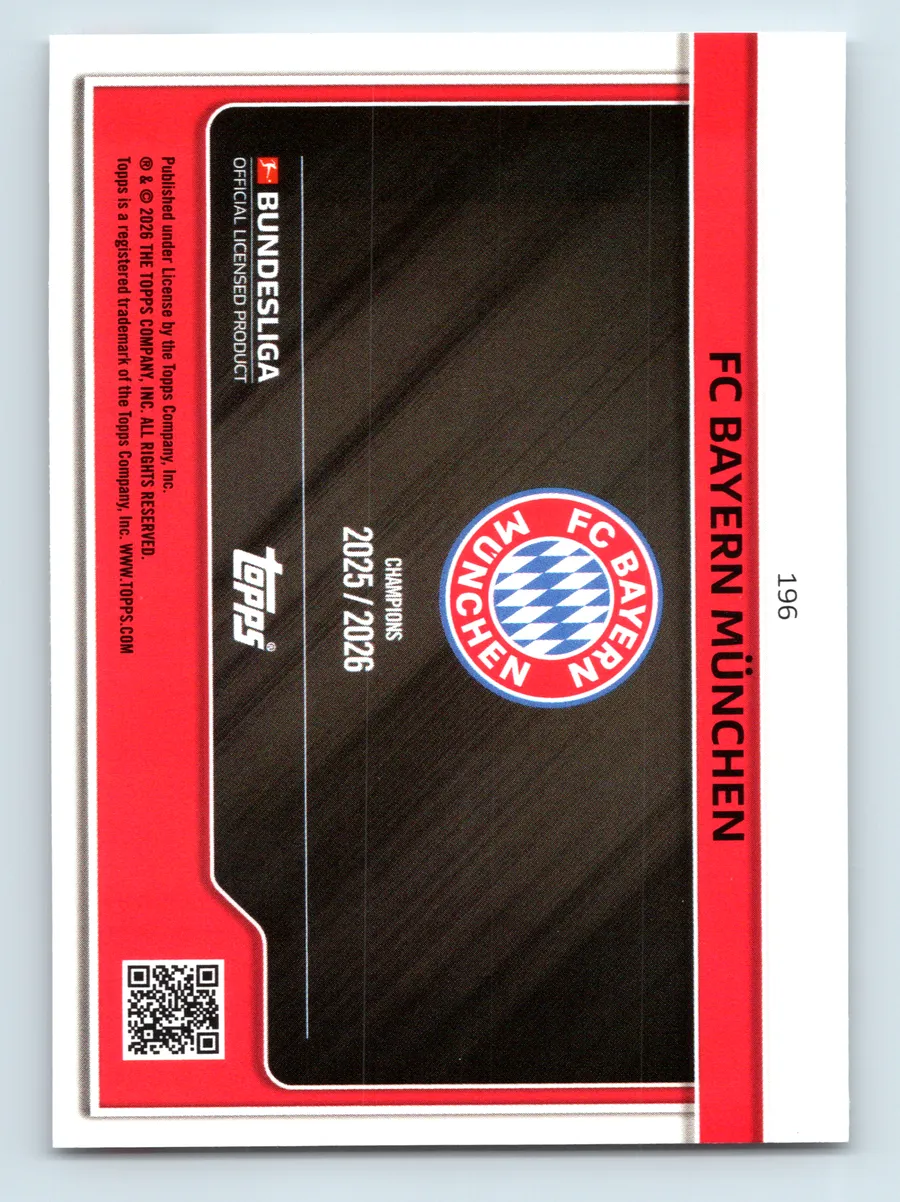 196
FC BAYERN MÜNCHEN
FC BAYERN
MÜNCHEN
CHAMPIONS
2025 / 2026
BUNDESLIGA
OFFICIAL LICENSED PRODUCT
topps®
Published under License by the Topps Company, Inc.
® & © 2026 THE TOPPS COMPANY, INC. ALL RIGHTS RESERVED.
Topps is a registered trademark of the Topps Company, Inc. WWW.TOPPS.COM